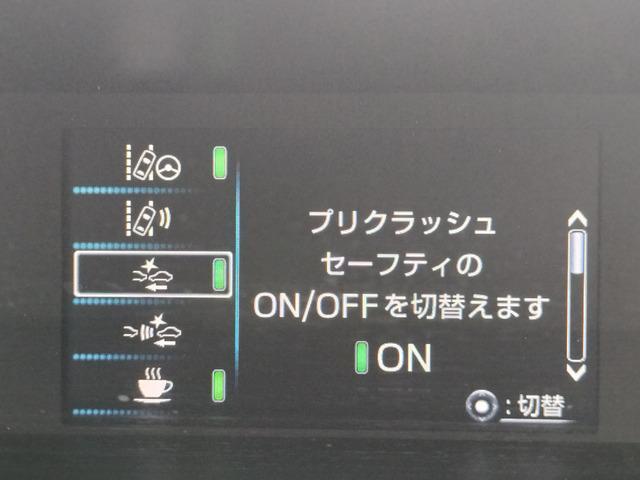 プリクラッシュ
セーフティの
ON/OFFを切替えます
ON
:切替